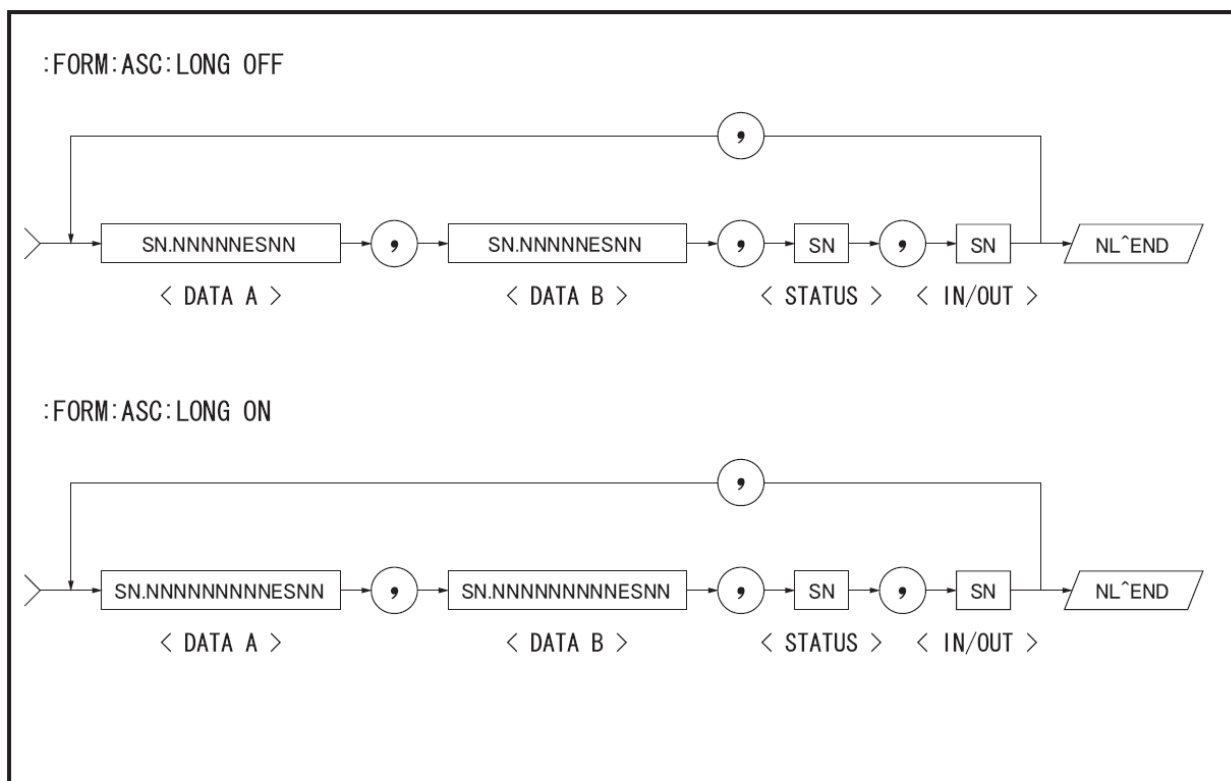 :FORM:ASC:LONG OFF
,
SN.NNNNNESNN , SN.NNNNNESNN , SN , SN NL^END
< DATA A > < DATA B > < STATUS > < IN/OUT >
:FORM:ASC:LONG ON
,
SN.NNNNNNNNNESNN , SN.NNNNNNNNNESNN , SN , SN NL^END
< DATA A > < DATA B > < STATUS > < IN/OUT >